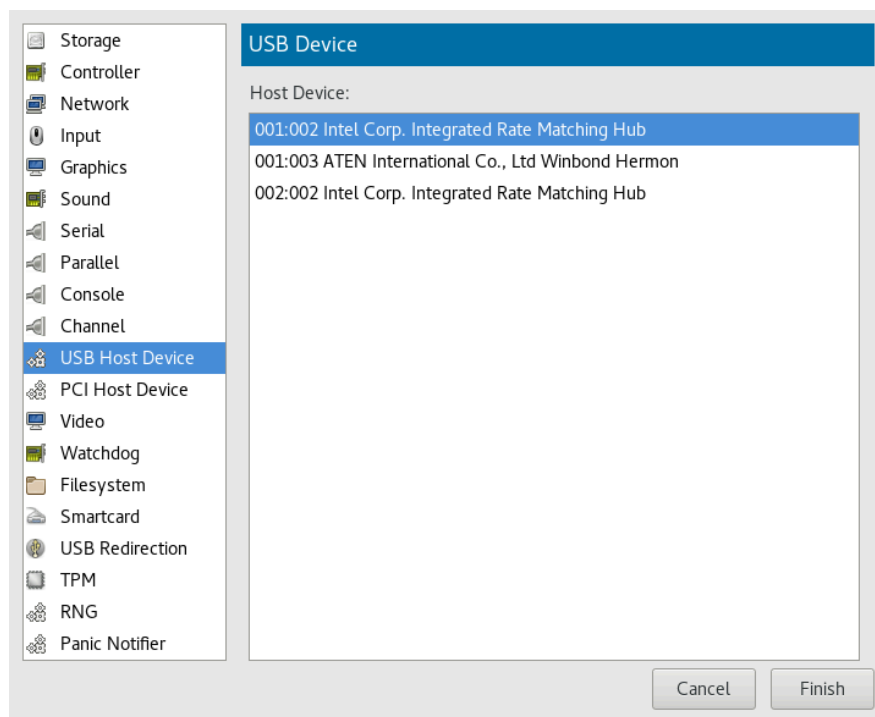 Storage
Controller
Network
Input
Graphics
Sound
Serial
Parallel
Console
Channel
USB Host Device
PCI Host Device
Video
Watchdog
Filesystem
Smartcard
USB Redirection
TPM
RNG
Panic Notifier
USB Device
Host Device:
001:002 Intel Corp. Integrated Rate Matching Hub
001:003 ATEN International Co., Ltd Winbond Hermon
002:002 Intel Corp. Integrated Rate Matching Hub
Cancel
Finish